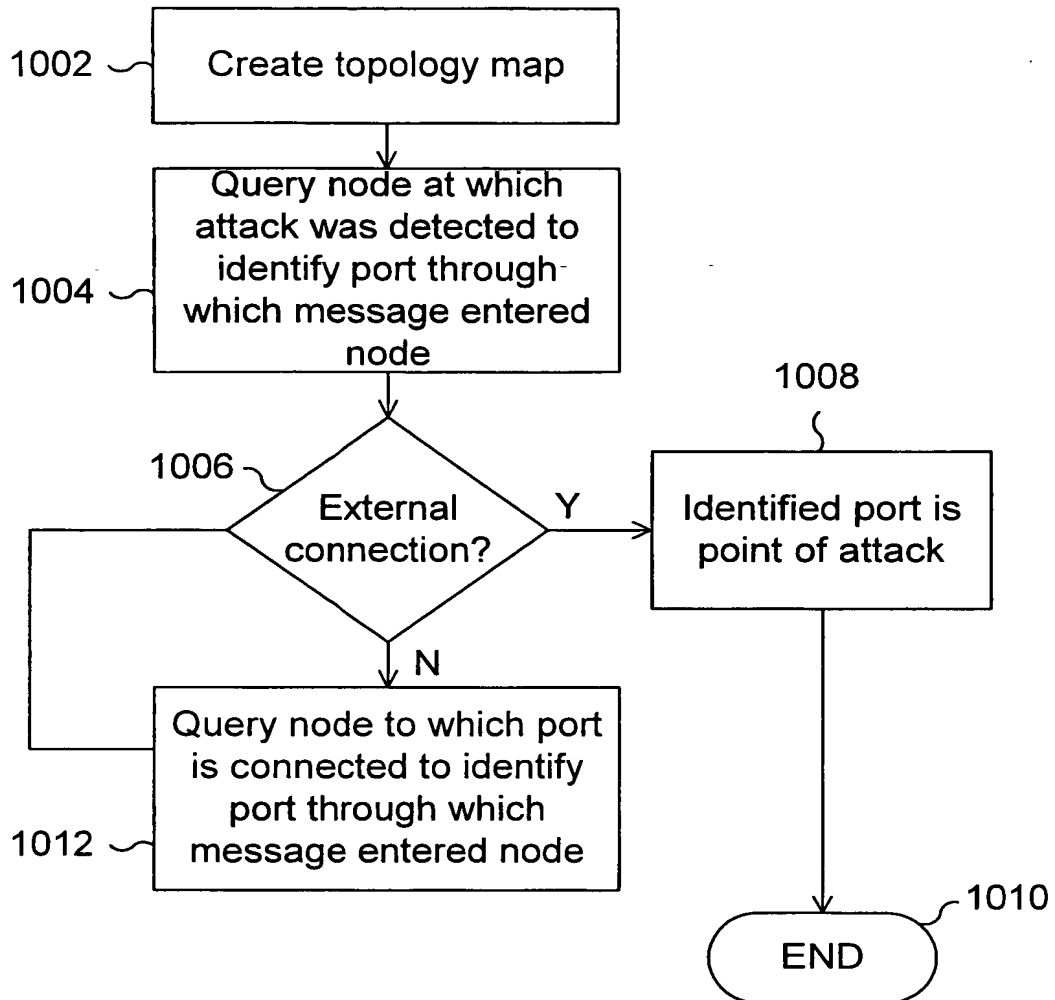 1002
Create topology map
1004
Query node at which
attack was detected to
identify port through
which message entered
node
1006
External
connection?
Y
N
1008
Identified port is
point of attack
1012
Query node to which port
is connected to identify
port through which
message entered node
1010
END